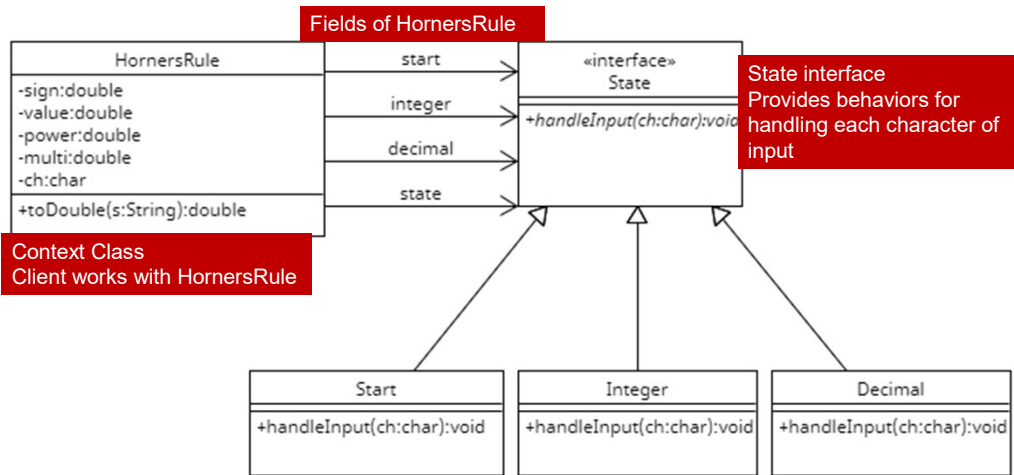 Fields of HornersRule
HornersRule
-sign:double
-value:double
-power:double
-multi:double
-ch:char
+toDouble(s:String):double
Context Class
Client works with HornersRule
start
integer
decimal
state
«interface»
State
+handleInput(ch:char):void
State interface
Provides behaviors for
handling each character of
input
Start
+handleInput(ch:char):void
Integer
+handleInput(ch:char):void
Decimal
+handleInput(ch:char):void